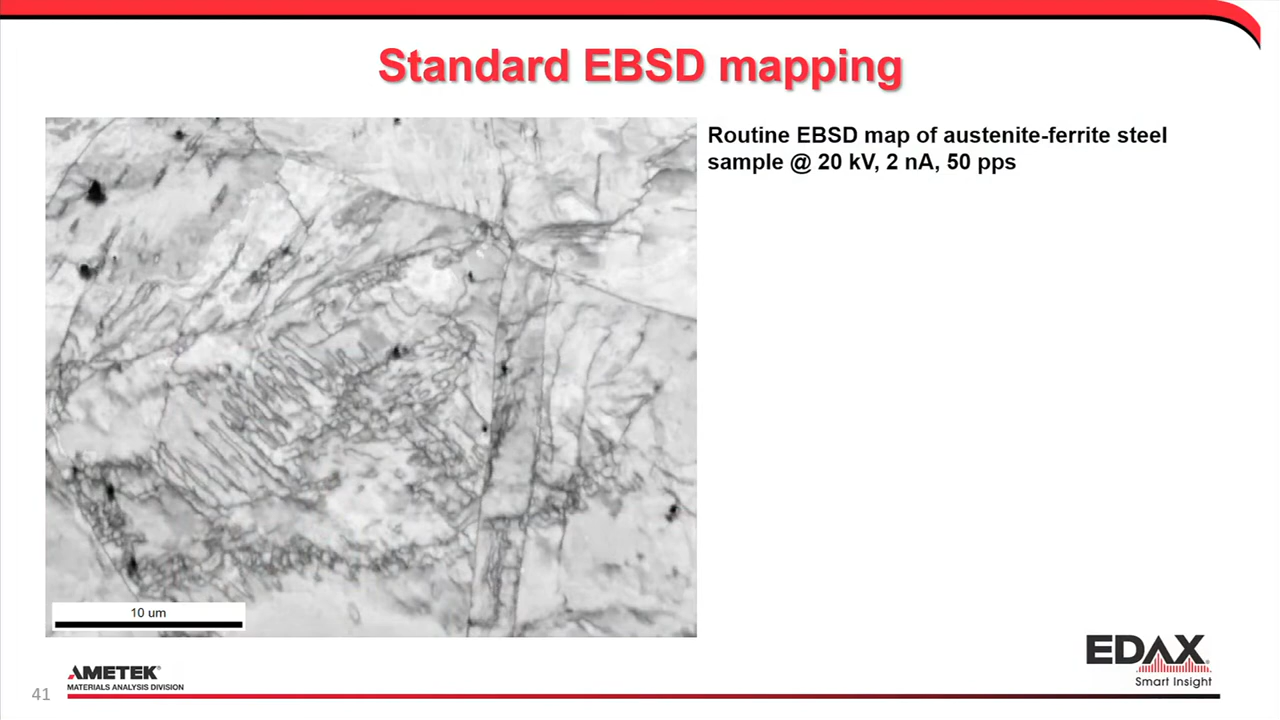 Standard EBSD mapping
Routine EBSD map of austenite-ferrite steel
sample @ 20 kV, 2 nA, 50 pps
10 um
EDAX
Smart Insight
AMETEK®
MATERIALS ANALYSIS DIVISION
41